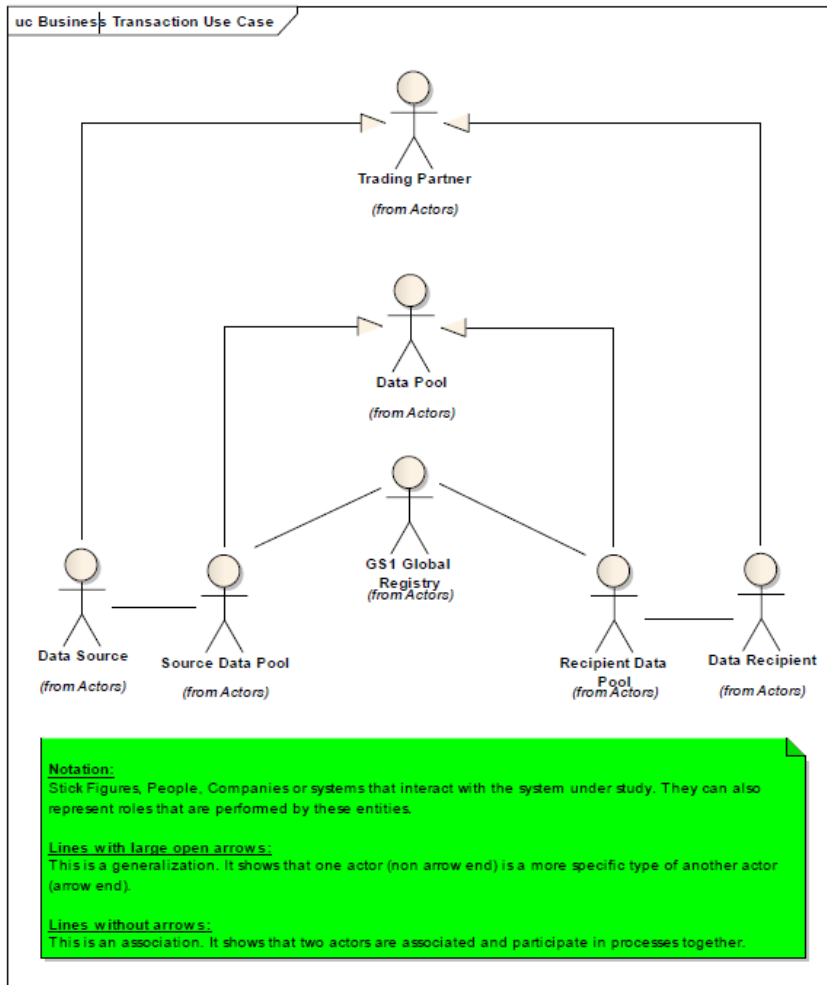 uc Business Transaction Use Case
Trading Partner
(from Actors)
Data Pool
(from Actors)
GS1 Global
Registry
(from Actors)
Data Source
(from Actors)
Source Data Pool
(from Actors)
Recipient Data
Pool
(from Actors)
Data Recipient
(from Actors)
Notation:
Stick Figures, People, Companies or systems that interact with the system under study. They can also
represent roles that are performed by these entities.
Lines with large open arrows:
This is a generalization. It shows that one actor (non arrow end) is a more specific type of another actor
(arrow end).
Lines without arrows:
This is an association. It shows that two actors are associated and participate in processes together.